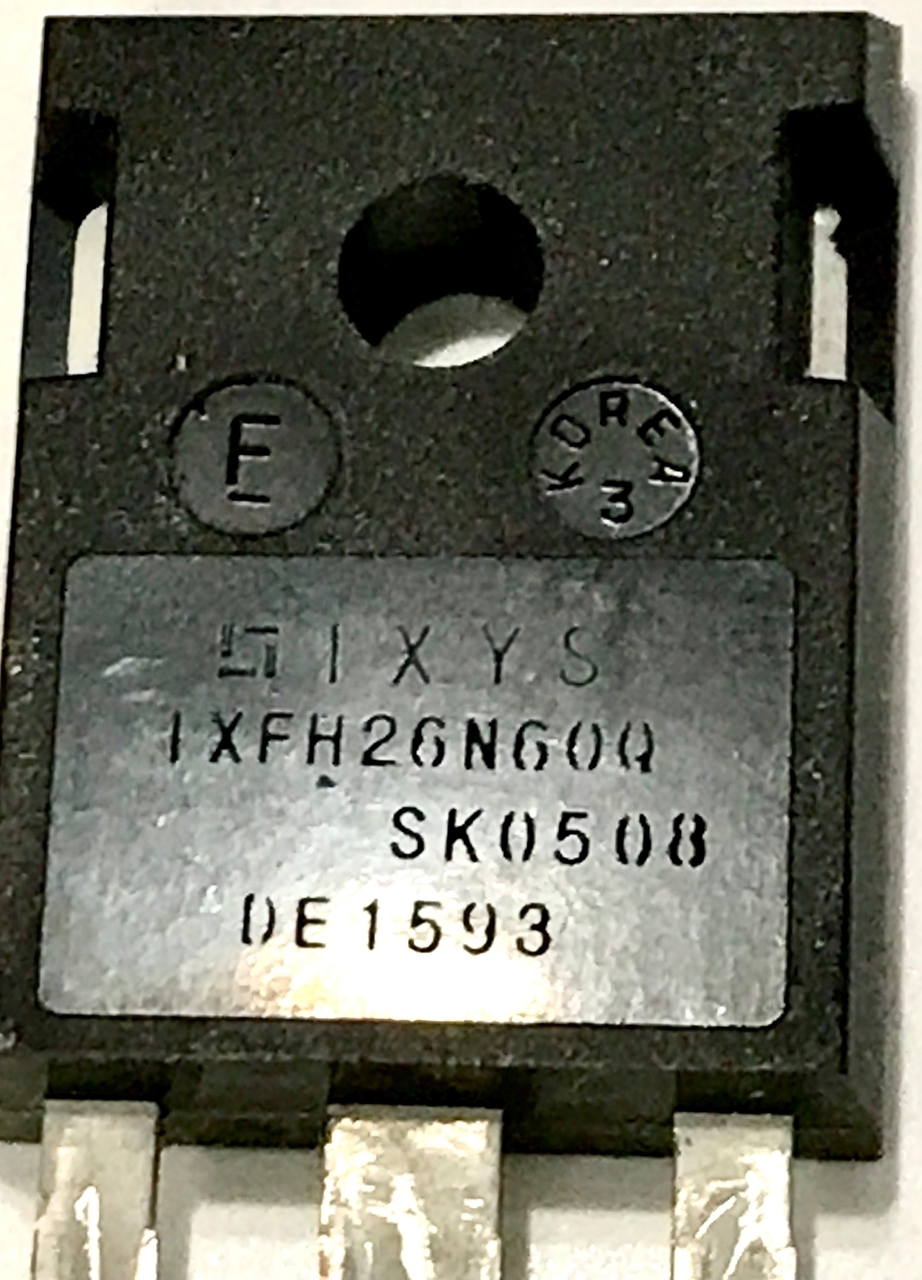 E
KOREA 3
IXYS
IXFH26N60Q
SK0508
DE1593